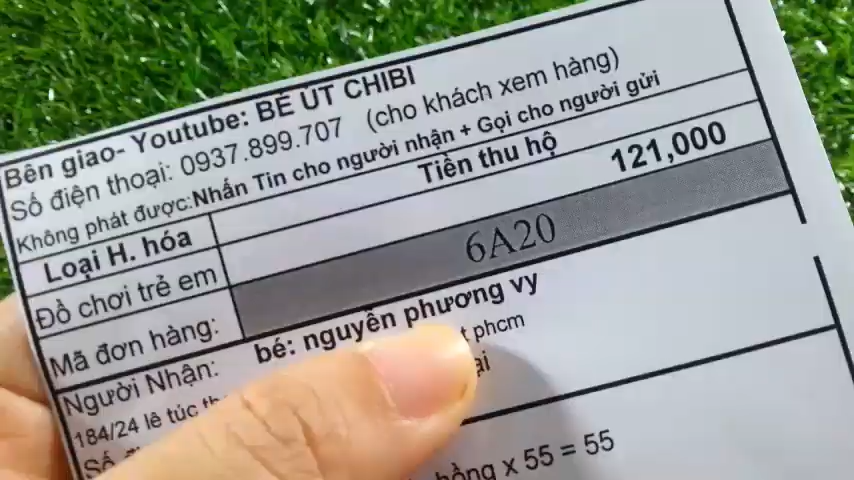 Bên giao- Youtube: BÉ ÚT CHIBI
Số điện thoại: 0937.899.707 (cho khách xem hàng)
Không phát được:Nhắn Tin cho người nhận + Gọi cho người gửi
Loại H. hóa
Tiền thu hộ
Đồ chơi trẻ em
121,000
Mã đơn hàng:
6A20
Người Nhận: bé: nguyên phương vy
184/24 lê túc phcm
Số
hồng x 55 = 55